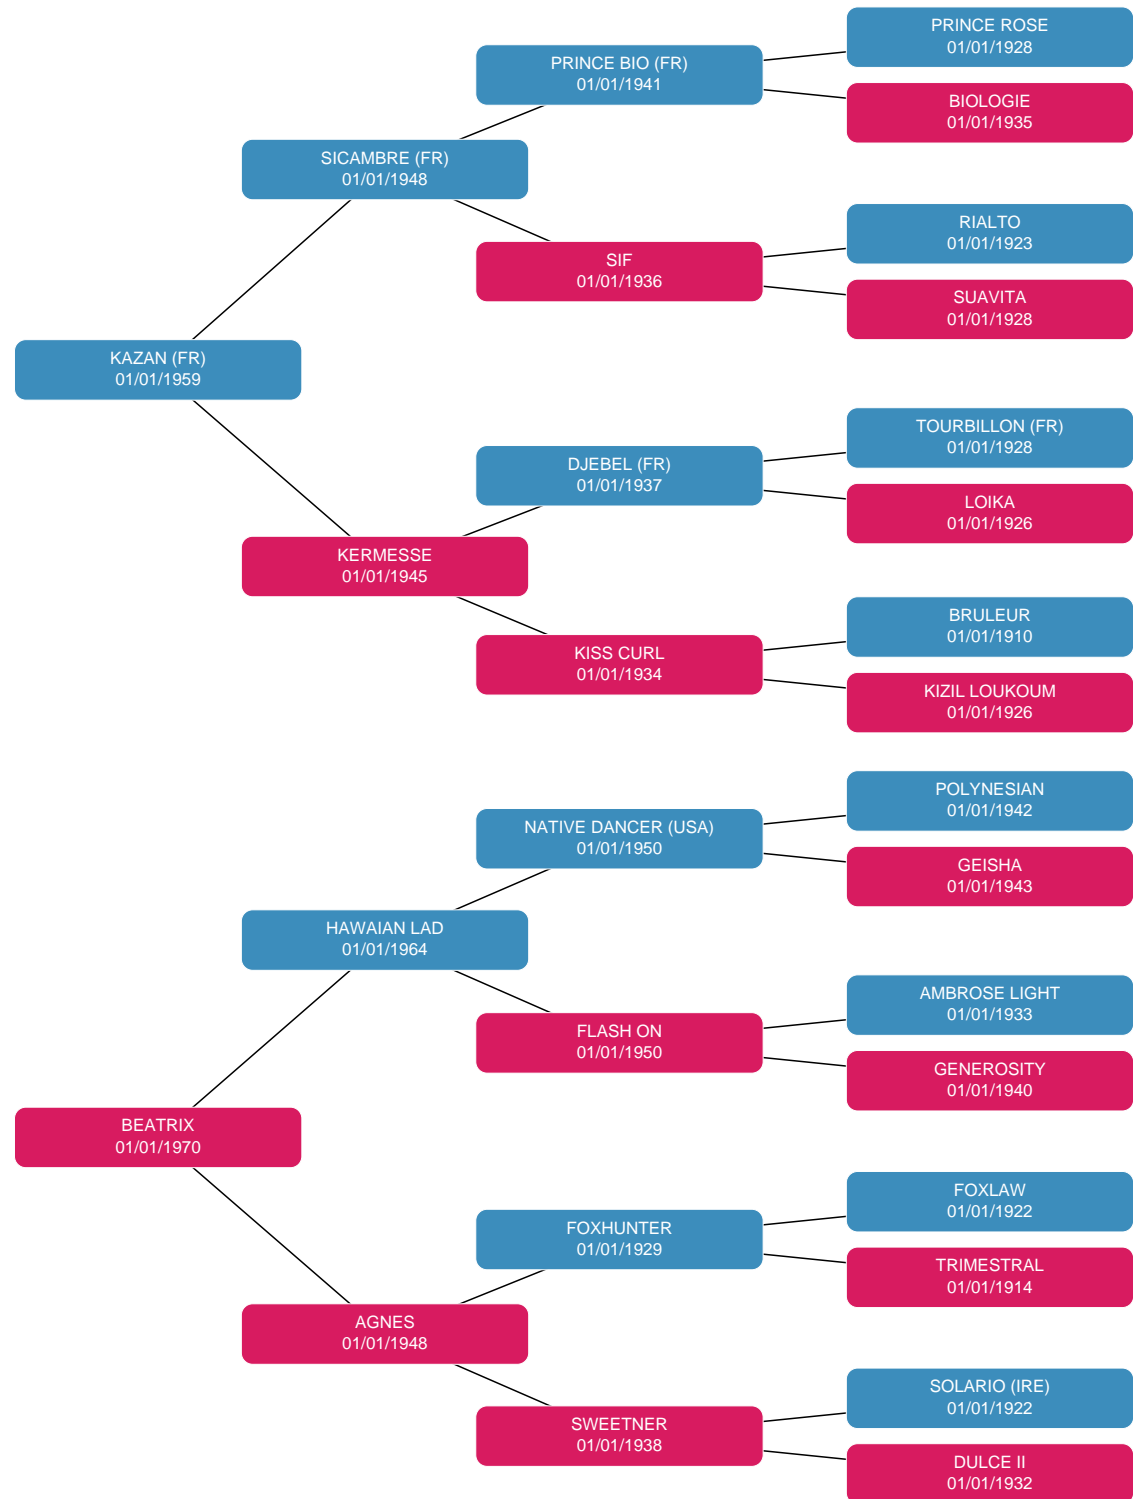 PRINCE ROSE
01/01/1928
PRINCE BIO (FR)
01/01/1941
BIOLOGIE
01/01/1935
SICAMBRE (FR)
01/01/1948
RIALTO
01/01/1923
SIF
01/01/1936
SUAVITA
01/01/1928
KAZAN (FR)
01/01/1959
TOURBILLON (FR)
01/01/1928
DJEBEL (FR)
01/01/1937
LOIKA
01/01/1926
KERMESSE
01/01/1945
BRULEUR
01/01/1910
KISS CURL
01/01/1934
KIZIL LOUKOUM
01/01/1926
POLYNESIAN
01/01/1942
NATIVE DANCER (USA)
01/01/1950
GEISHA
01/01/1943
HAWAIAN LAD
01/01/1964
AMBROSE LIGHT
01/01/1933
FLASH ON
01/01/1950
GENEROSITY
01/01/1940
BEATRIX
01/01/1970
FOXLAW
01/01/1922
FOXHUNTER
01/01/1929
TRIMESTRAL
01/01/1914
AGNES
01/01/1948
SOLARIO (IRE)
01/01/1922
SWEETNER
01/01/1938
DULCE II
01/01/1932